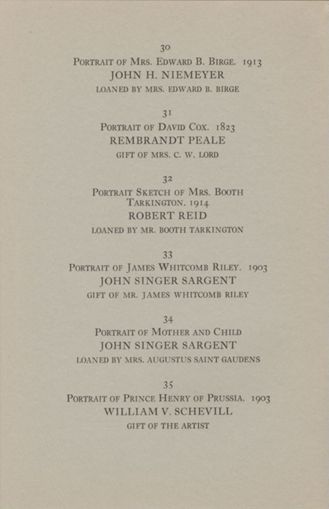 30
Portrait of Mrs. Edward B. Birge. 1913
JOHN H. NIEMEYER
LOANED BY MRS. EDWARD B. BIRGE
31
Portrait of David Cox. 1823
REMBRANDT PEALE
GIFT OF MRS. C. W. LORD
32
Portrait Sketch of Mrs. Booth
Tarkington. 1914
ROBERT REID
LOANED BY MR. BOOTH TARKINGTON
33
Portrait of James Whitcomb Riley. 1903
JOHN SINGER SARGENT
GIFT OF MR. JAMES WHITCOMB RILEY
34
Portrait of Mother and Child
JOHN SINGER SARGENT
LOANED BY MRS. AUGUSTUS SAINT GAUDENS
35
Portrait of Prince Henry of Prussia. 1903
WILLIAM V. SCHEVILL
GIFT OF THE ARTIST